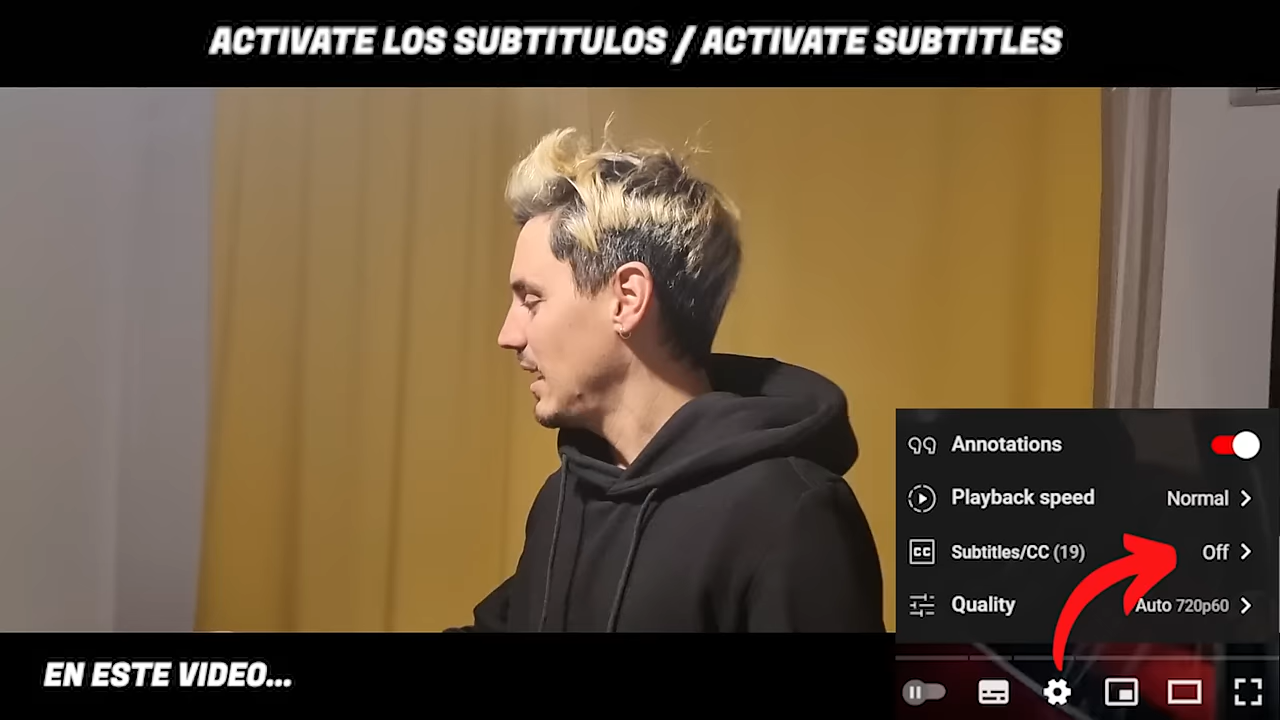 ACTIVATE LOS SUBTITULOS / ACTIVATE SUBTITLES
Annotations
Playback speed Normal
CC Subtitles/CC (19) Off
Quality Auto 720p60
EN ESTE VIDEO...